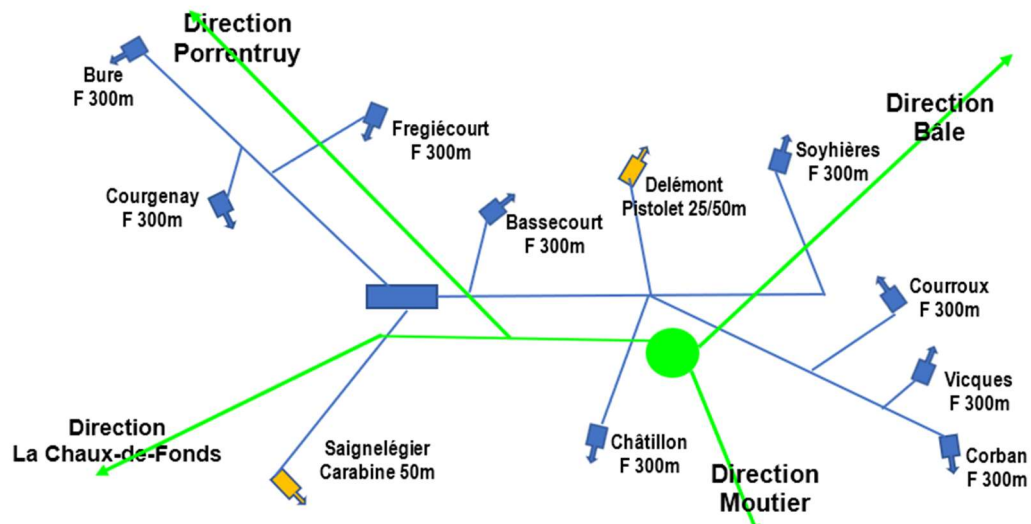 Direction
Porrentruy
Bure
F 300m
Fregiécourt
F 300m
Direction
Bâle
Soyhières
F 300m
Delémont
Pistolet 25/50m
Courgenay
F 300m
Bassecourt
F 300m
Courroux
F 300m
Vicques
F 300m
Direction
La Chaux-de-Fonds
Saignelégier
Carabine 50m
Châtillon
F 300m
Corban
F 300m
Direction
Moutier